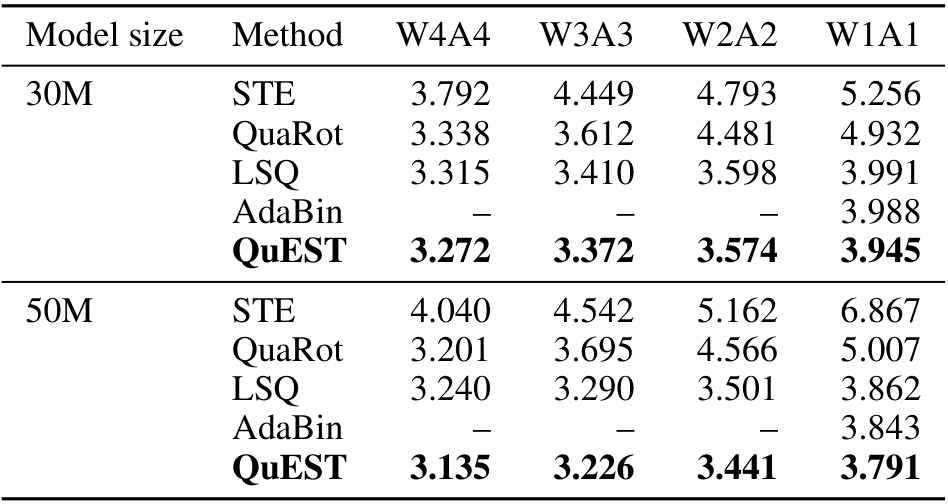 Model size Method W4A4 W3A3 W2A2 W1A1
30M STE 3.792 4.449 4.793 5.256
QuaRot 3.338 3.612 4.481 4.932
LSQ 3.315 3.410 3.598 3.991
AdaBin – – – 3.988
QuEST 3.272 3.372 3.574 3.945
50M STE 4.040 4.542 5.162 6.867
QuaRot 3.201 3.695 4.566 5.007
LSQ 3.240 3.290 3.501 3.862
AdaBin – – – 3.843
QuEST 3.135 3.226 3.441 3.791